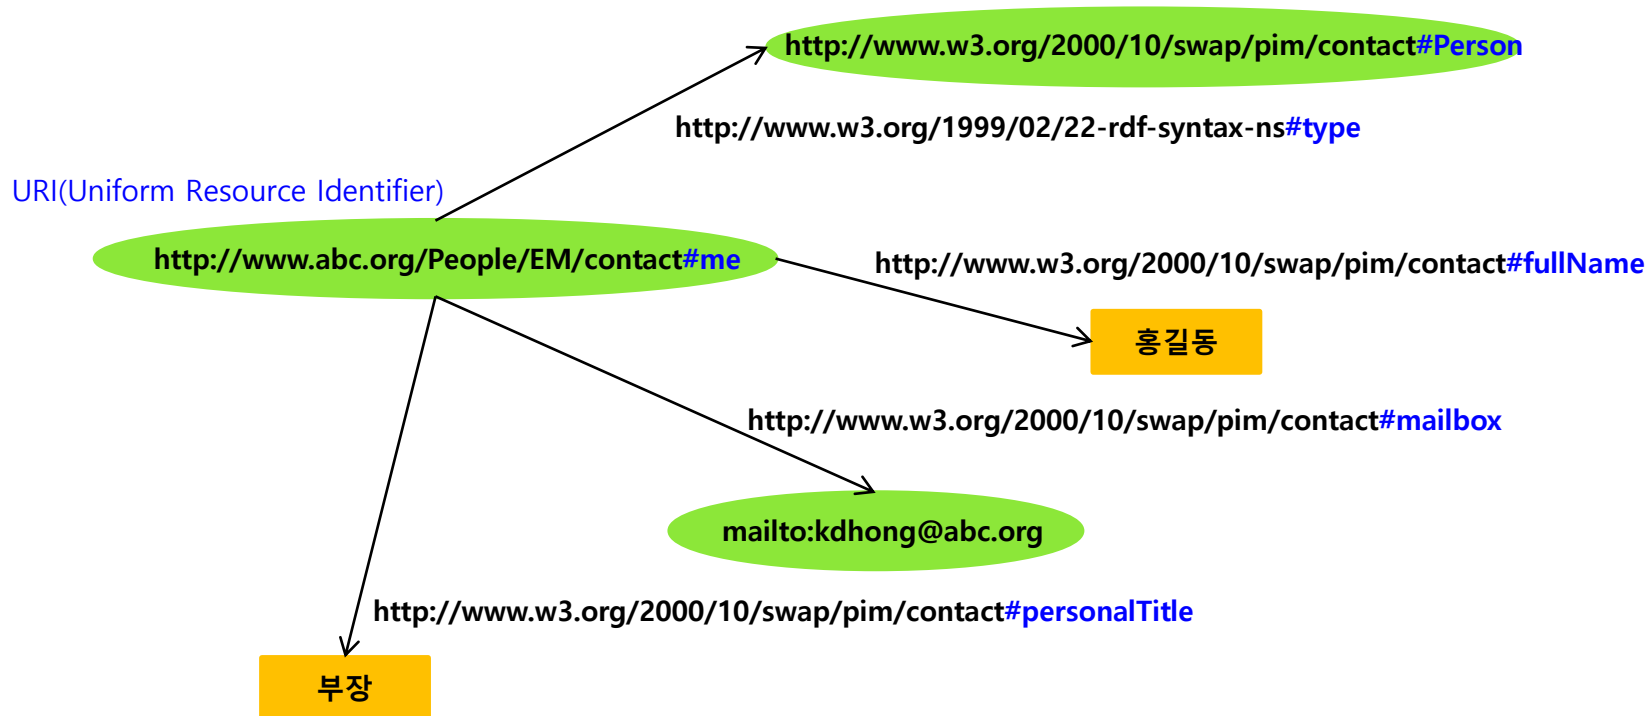 http://www.w3.org/2000/10/swap/pim/contact#Person
http://www.w3.org/1999/02/22-rdf-syntax-ns#type
URI(Uniform Resource Identifier)
http://www.abc.org/People/EM/contact#me
http://www.w3.org/2000/10/swap/pim/contact#fullName
홍길동
http://www.w3.org/2000/10/swap/pim/contact#mailbox
mailto:kdhong@abc.org
http://www.w3.org/2000/10/swap/pim/contact#personalTitle
부장